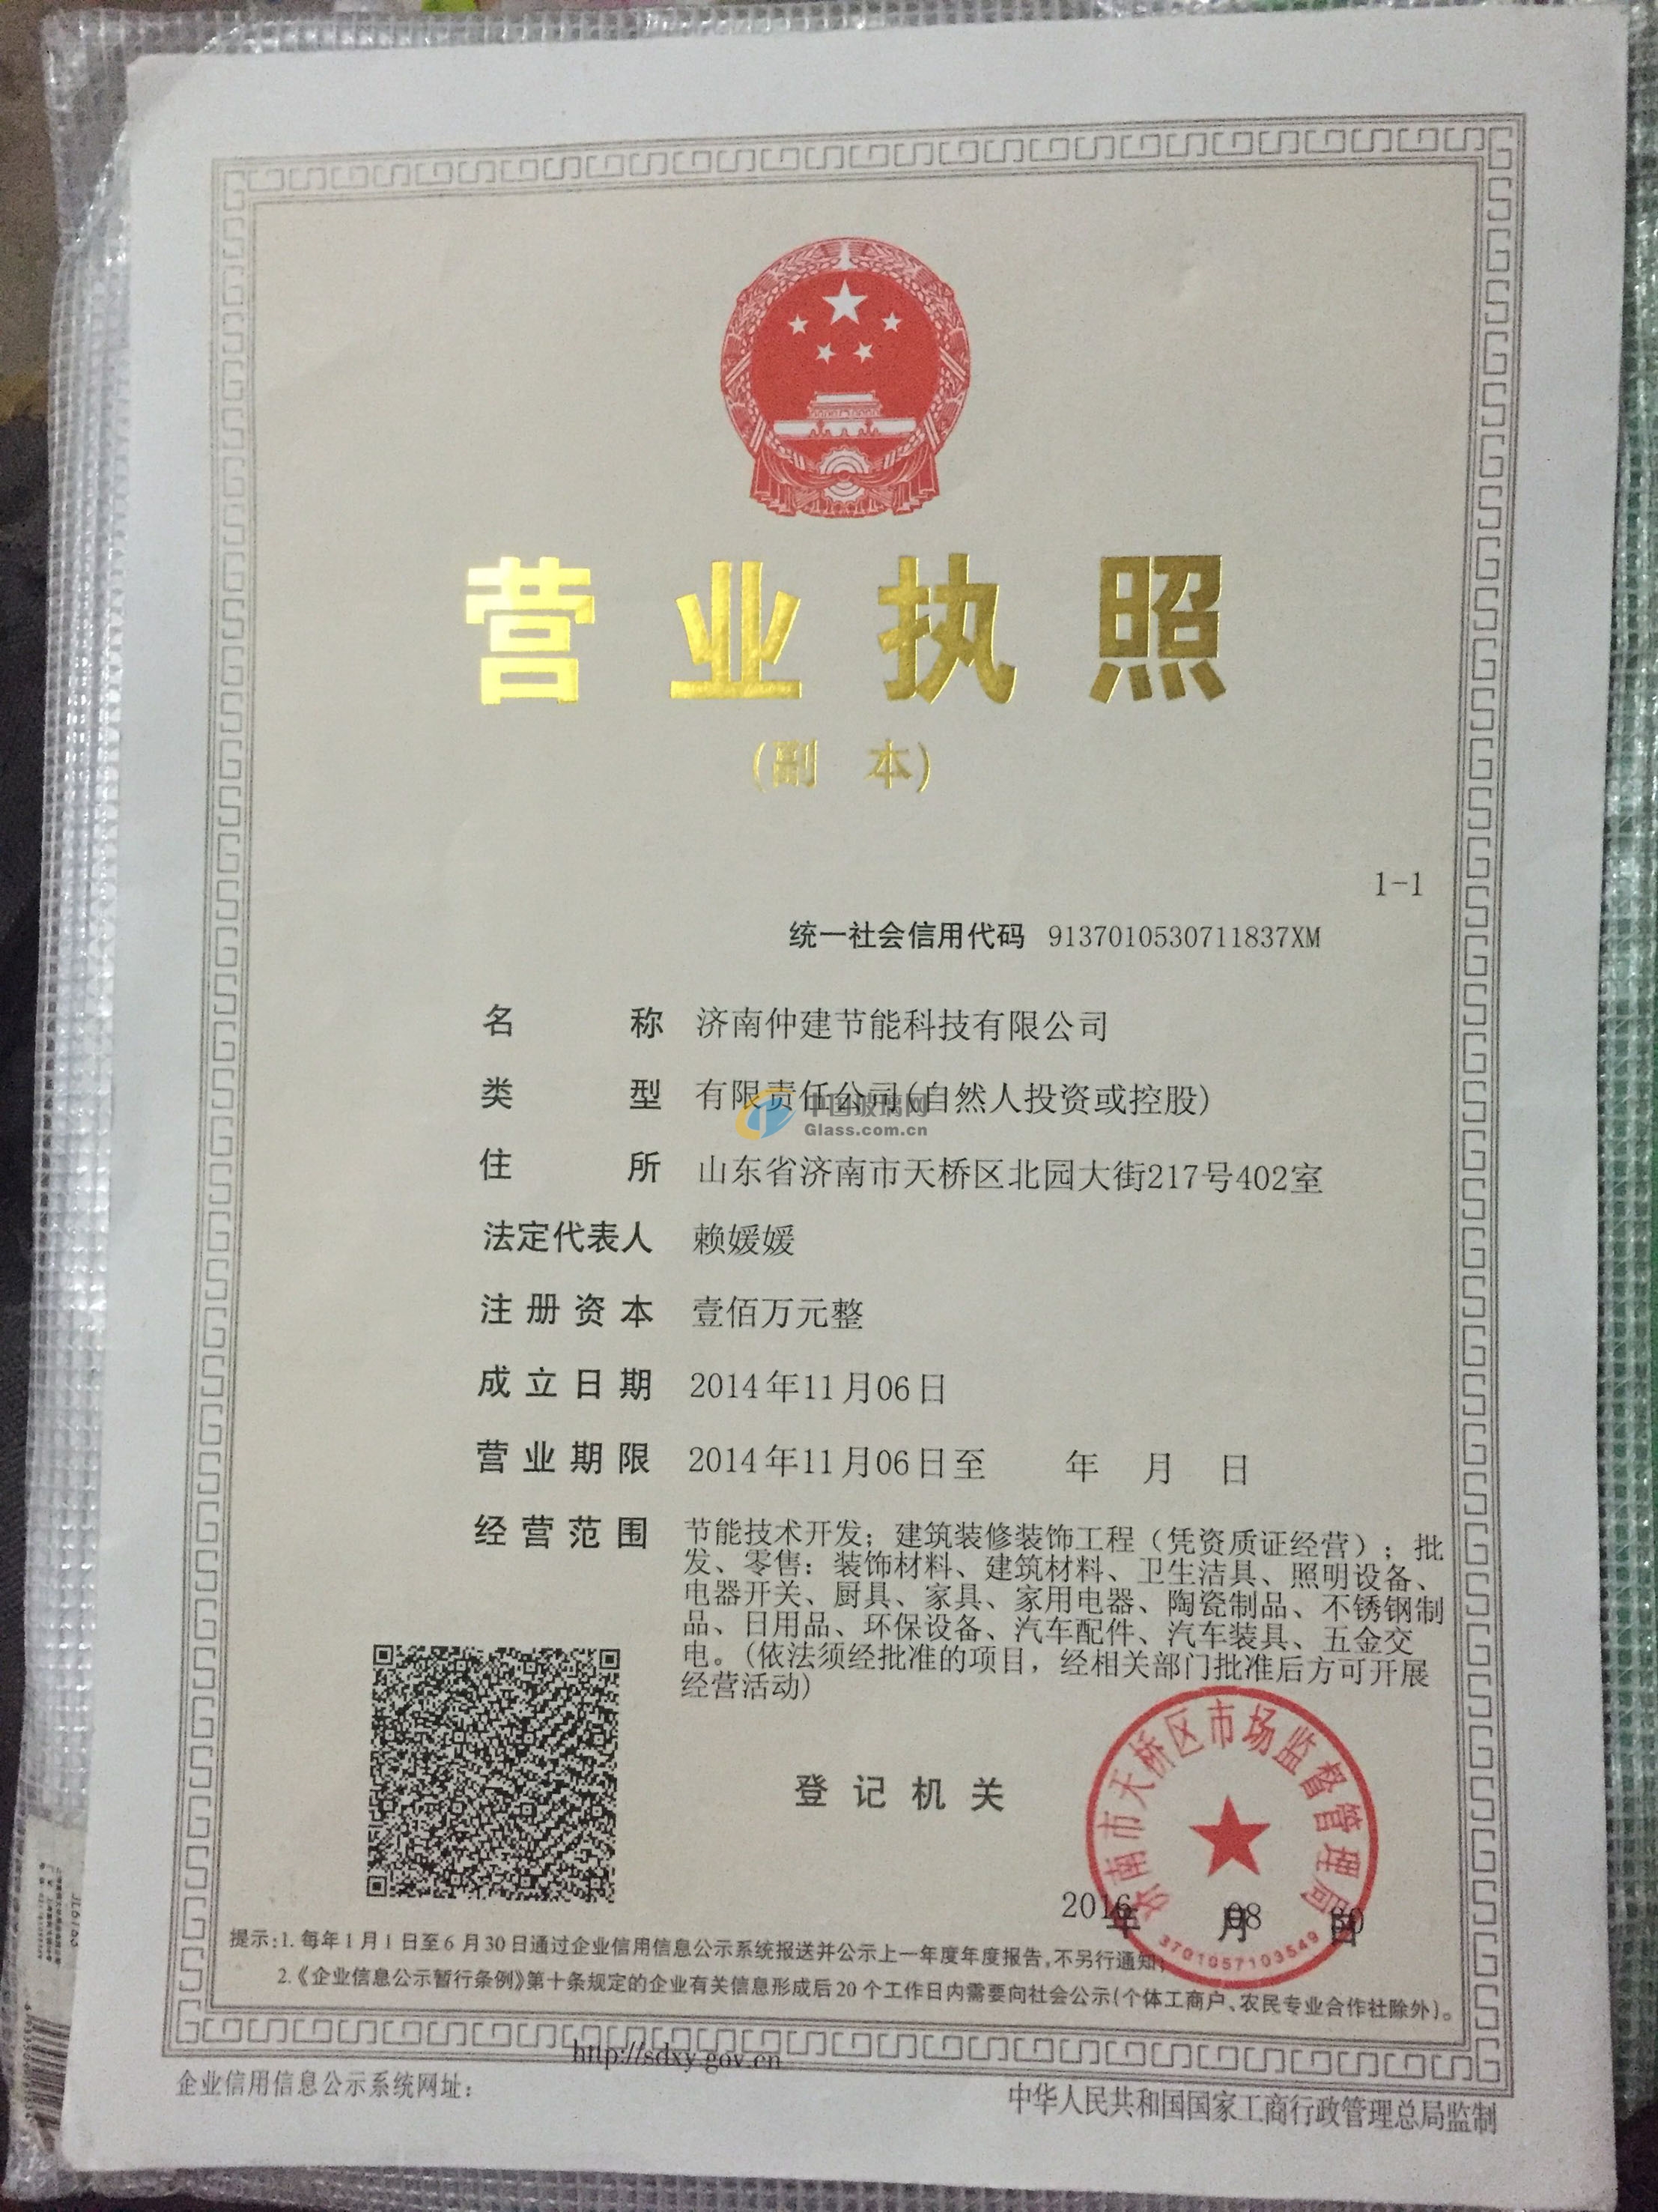 营业执照
(副 本)
1-1
统一社会信用代码 9137010530711837XM
名 称 济南仲建节能科技有限公司
类 型 有限责任公司(自然人投资或控股)
中国玻璃网
Glass.com.cn
住 所 山东省济南市天桥区北园大街217号402室
法定代表人 赖媛媛
注册资本 壹佰万元整
成立日期 2014年11月06日
营业期限 2014年11月06日至 年 月 日
经营范围 节能技术开发；建筑装修装饰工程（凭资质证经营）；批
发、零售：装饰材料、建筑材料、卫生洁具、照明设备、
电器开关、厨具、家具、家用电器、陶瓷制品、不锈钢制
品、日用品、环保设备、汽车配件、汽车装具、五金交
电。(依法须经批准的项目，经相关部门批准后方可开展
经营活动)
登记机关
济南市天桥区市场监督管理局
3701057103549
2016年 月08 日30
提示:1. 每年1月1日至6月30日通过企业信用信息公示系统报送并公示上一年度年度报告,不另行通知;
2.《企业信息公示暂行条例》第十条规定的企业有关信息形成后20个工作日内需要向社会公示(个体工商户、农民专业合作社除外)。
http://sdxy.gov.cn
企业信用信息公示系统网址：
中华人民共和国国家工商行政管理总局监制